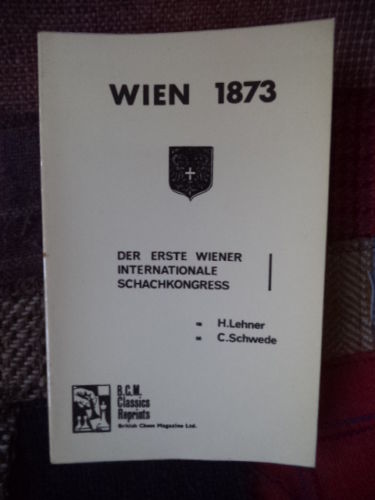 WIEN 1873
DER ERSTE WIENER
INTERNATIONALE
SCHACHKONGRESS
- H.Lehner
- C.Schwede
B.C.M.
Classics
Reprints
British Chess Magazine Ltd.